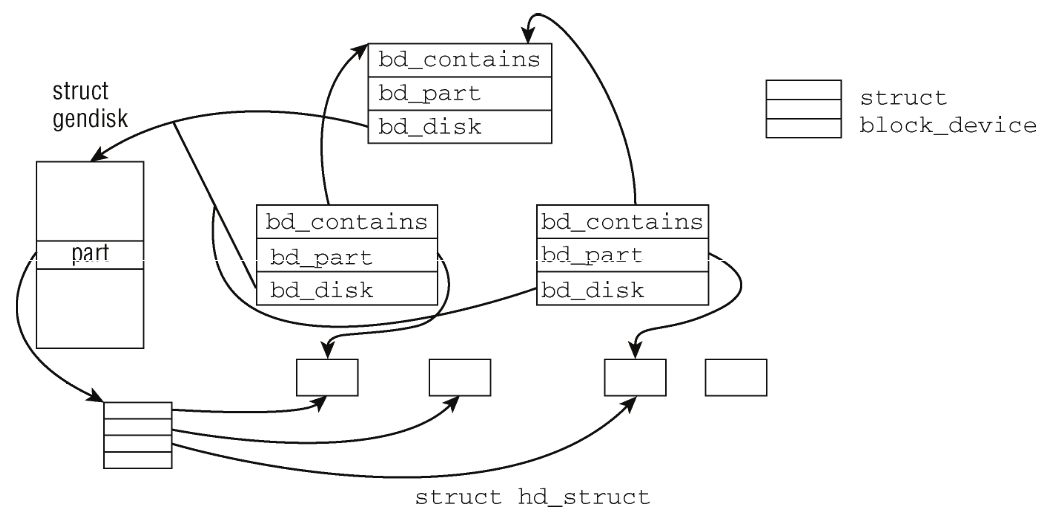 bd_contains
bd_part
bd_disk
struct
gendisk
struct
block_device
part
bd_contains
bd_part
bd_disk
bd_contains
bd_part
bd_disk
struct hd_struct